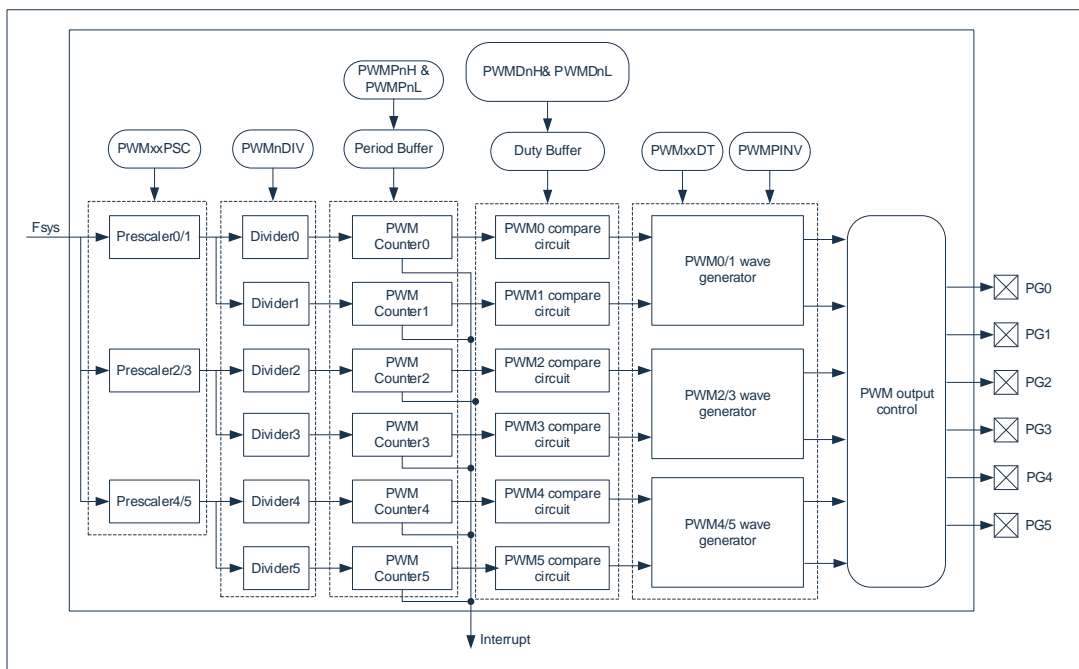 PWMPnH &
PWMPnL
PWMDnH& PWMDnL
PWMxxPSC
PWMnDIV
Period Buffer
Duty Buffer
PWMxxDT
PWMPINV
Fsys
Prescaler0/1
Divider0
PWM
Counter0
PWM0 compare
circuit
PWM0/1 wave
generator
Divider1
PWM
Counter1
PWM1 compare
circuit
Prescaler2/3
Divider2
PWM
Counter2
PWM2 compare
circuit
PWM2/3 wave
generator
Divider3
PWM
Counter3
PWM3 compare
circuit
Prescaler4/5
Divider4
PWM
Counter4
PWM4 compare
circuit
PWM4/5 wave
generator
Divider5
PWM
Counter5
PWM5 compare
circuit
PWM output
control
PG0
PG1
PG2
PG3
PG4
PG5
Interrupt